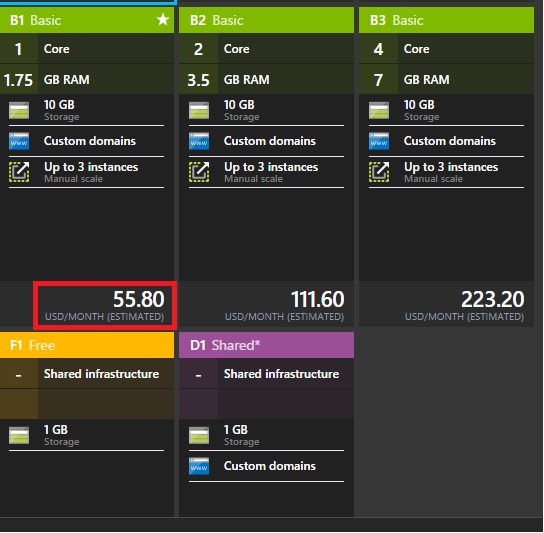 B1 Basic
1 Core
1.75 GB RAM
10 GB
Storage
www
Custom domains
Up to 3 instances
Manual scale
55.80
USD/MONTH (ESTIMATED)
B2 Basic
2 Core
3.5 GB RAM
10 GB
Storage
www
Custom domains
Up to 3 instances
Manual scale
111.60
USD/MONTH (ESTIMATED)
B3 Basic
4 Core
7 GB RAM
10 GB
Storage
www
Custom domains
Up to 3 instances
Manual scale
223.20
USD/MONTH (ESTIMATED)
F1 Free
- Shared infrastructure
1 GB
Storage
D1 Shared*
- Shared infrastructure
1 GB
Storage
www
Custom domains